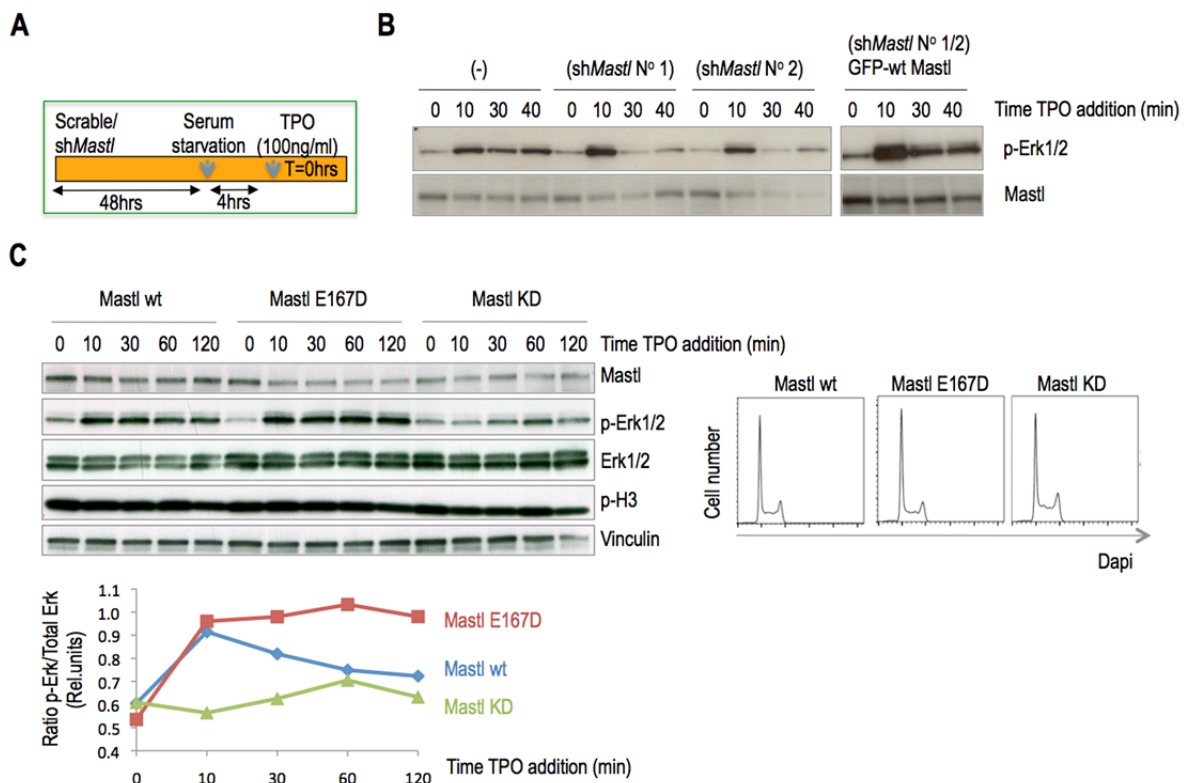 A
Scrable/
shMastl
Serum
starvation
TPO
(100ng/ml)
T=0hrs
48hrs
4hrs
B
(-)
(shMastl Nº 1)
(shMastl Nº 2)
(shMastl Nº 1/2)
GFP-wt Mastl
0 10 30 40 0 10 30 40 0 10 30 40 0 10 30 40 Time TPO addition (min)
p-Erk1/2
Mastl
C
Mastl wt Mastl E167D Mastl KD
0 10 30 60 120 0 10 30 60 120 0 10 30 60 120 Time TPO addition (min)
Mastl
p-Erk1/2
Erk1/2
p-H3
Vinculin
Mastl wt Mastl E167D Mastl KD
Cell number
Dapi
Ratio p-Erk/Total Erk
(Rel.units)
1.1
1.0
0.9
0.8
0.7
0.6
0.5
0.4
Mastl E167D
Mastl wt
Mastl KD
0 10 30 60 120 Time TPO addition (min)